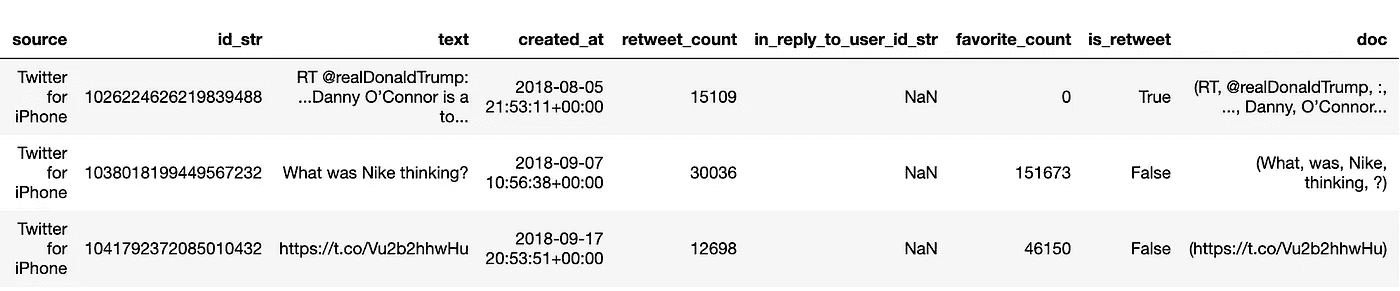 source id_str text created_at retweet_count in_reply_to_user_id_str favorite_count is_retweet doc
Twitter for iPhone 1026224626219839488 RT @realDonaldTrump: ...Danny O’Connor is a to... 2018-08-05 21:53:11+00:00 15109 NaN 0 True (RT, @realDonaldTrump, :, ..., Danny, O’Connor...
Twitter for iPhone 1038018199449567232 What was Nike thinking? 2018-09-07 10:56:38+00:00 30036 NaN 151673 False (What, was, Nike, thinking, ?)
Twitter for iPhone 1041792372085010432 https://t.co/Vu2b2hhwHu 2018-09-17 20:53:51+00:00 12698 NaN 46150 False (https://t.co/Vu2b2hhwHu)